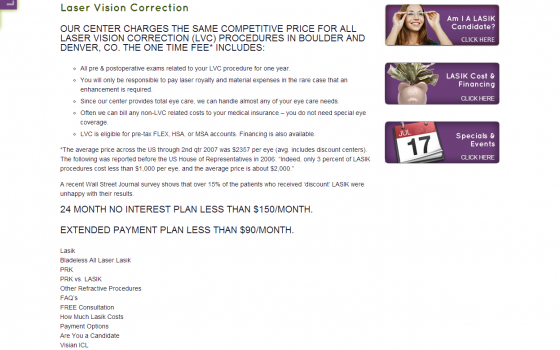 Laser Vision Correction
OUR CENTER CHARGES THE SAME COMPETITIVE PRICE FOR ALL
LASER VISION CORRECTION (LVC) PROCEDURES IN BOULDER AND
DENVER, CO. THE ONE TIME FEE* INCLUDES:
All pre & postoperative exams related to your LVC procedure for one year.
You will only be responsible to pay laser royalty and material expenses in the rare case that an
enhancement is required.
Since our center provides total eye care, we can handle almost any of your eye care needs.
Often we can bill any non-LVC related costs to your medical insurance – you do not need special eye
coverage.
LVC is eligible for pre-tax FLEX, HSA, or MSA accounts. Financing is also available.
*The average price across the US through 2nd qtr 2007 was $2357 per eye (avg. includes discount centers).
The following was reported before the US House of Representatives in 2006: "Indeed, only 3 percent of LASIK
procedures cost less than $1,000 per eye, and the average price is about $2,000."
A recent Wall Street Journal survey shows that over 15% of the patients who received 'discount' LASIK were
unhappy with their results.
24 MONTH NO INTEREST PLAN LESS THAN $150/MONTH.
EXTENDED PAYMENT PLAN LESS THAN $90/MONTH.
Lasik
Bladeless All Laser Lasik
PRK
PRK vs. LASIK
Other Refractive Procedures
FAQ's
FREE Consultation
How Much Lasik Costs
Payment Options
Are You a Candidate
Visian ICL
Am I A LASIK
Candidate?
CLICK HERE
LASIK Cost &
Financing
CLICK HERE
JUL
17
Specials &
Events
CLICK HERE